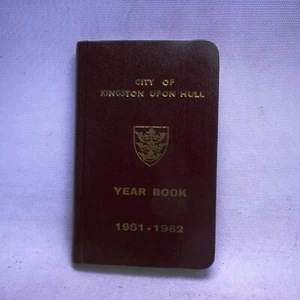 CITY OF
KINGSTON UPON HULL
YEAR BOOK
1981-1982